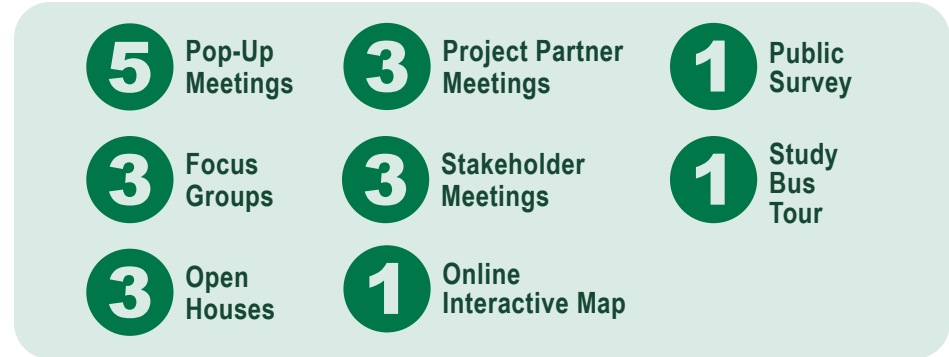 5 Pop-Up
Meetings
3 Project Partner
Meetings
1 Public
Survey
3 Focus
Groups
3 Stakeholder
Meetings
1 Study
Bus
Tour
3 Open
Houses
1 Online
Interactive Map